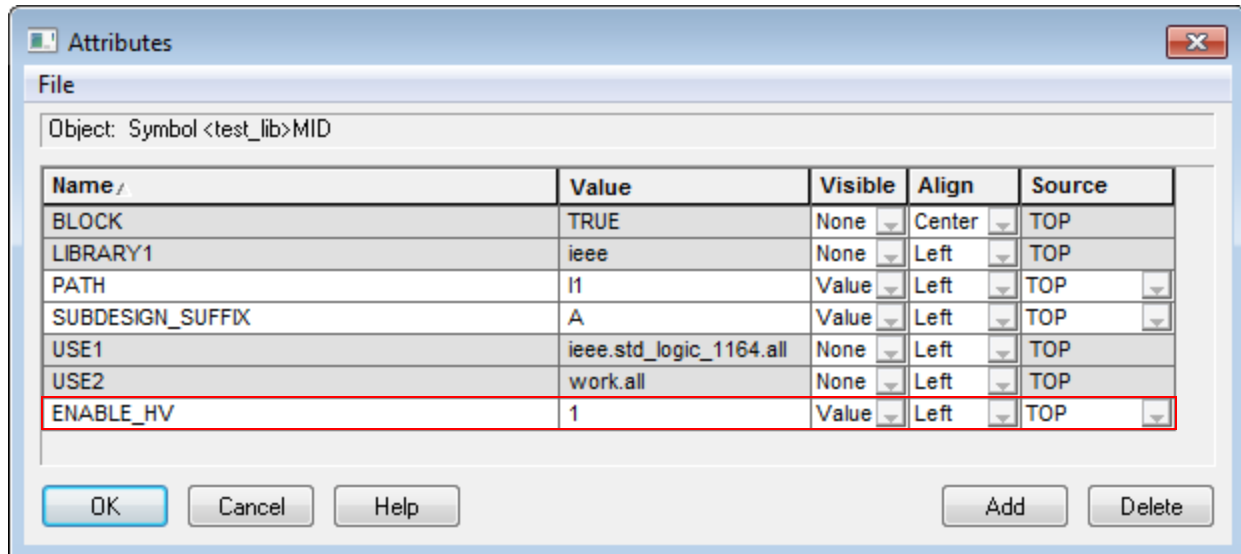 Attributes
File
Object: Symbol <test_lib>MID
Name Value Visible Align Source
BLOCK TRUE None Center TOP
LIBRARY1 ieee None Left TOP
PATH I1 Value Left TOP
SUBDESIGN_SUFFIX A Value Left TOP
USE1 ieee.std_logic_1164.all None Left TOP
USE2 work.all None Left TOP
ENABLE_HV 1 Value Left TOP
OK Cancel Help Add Delete